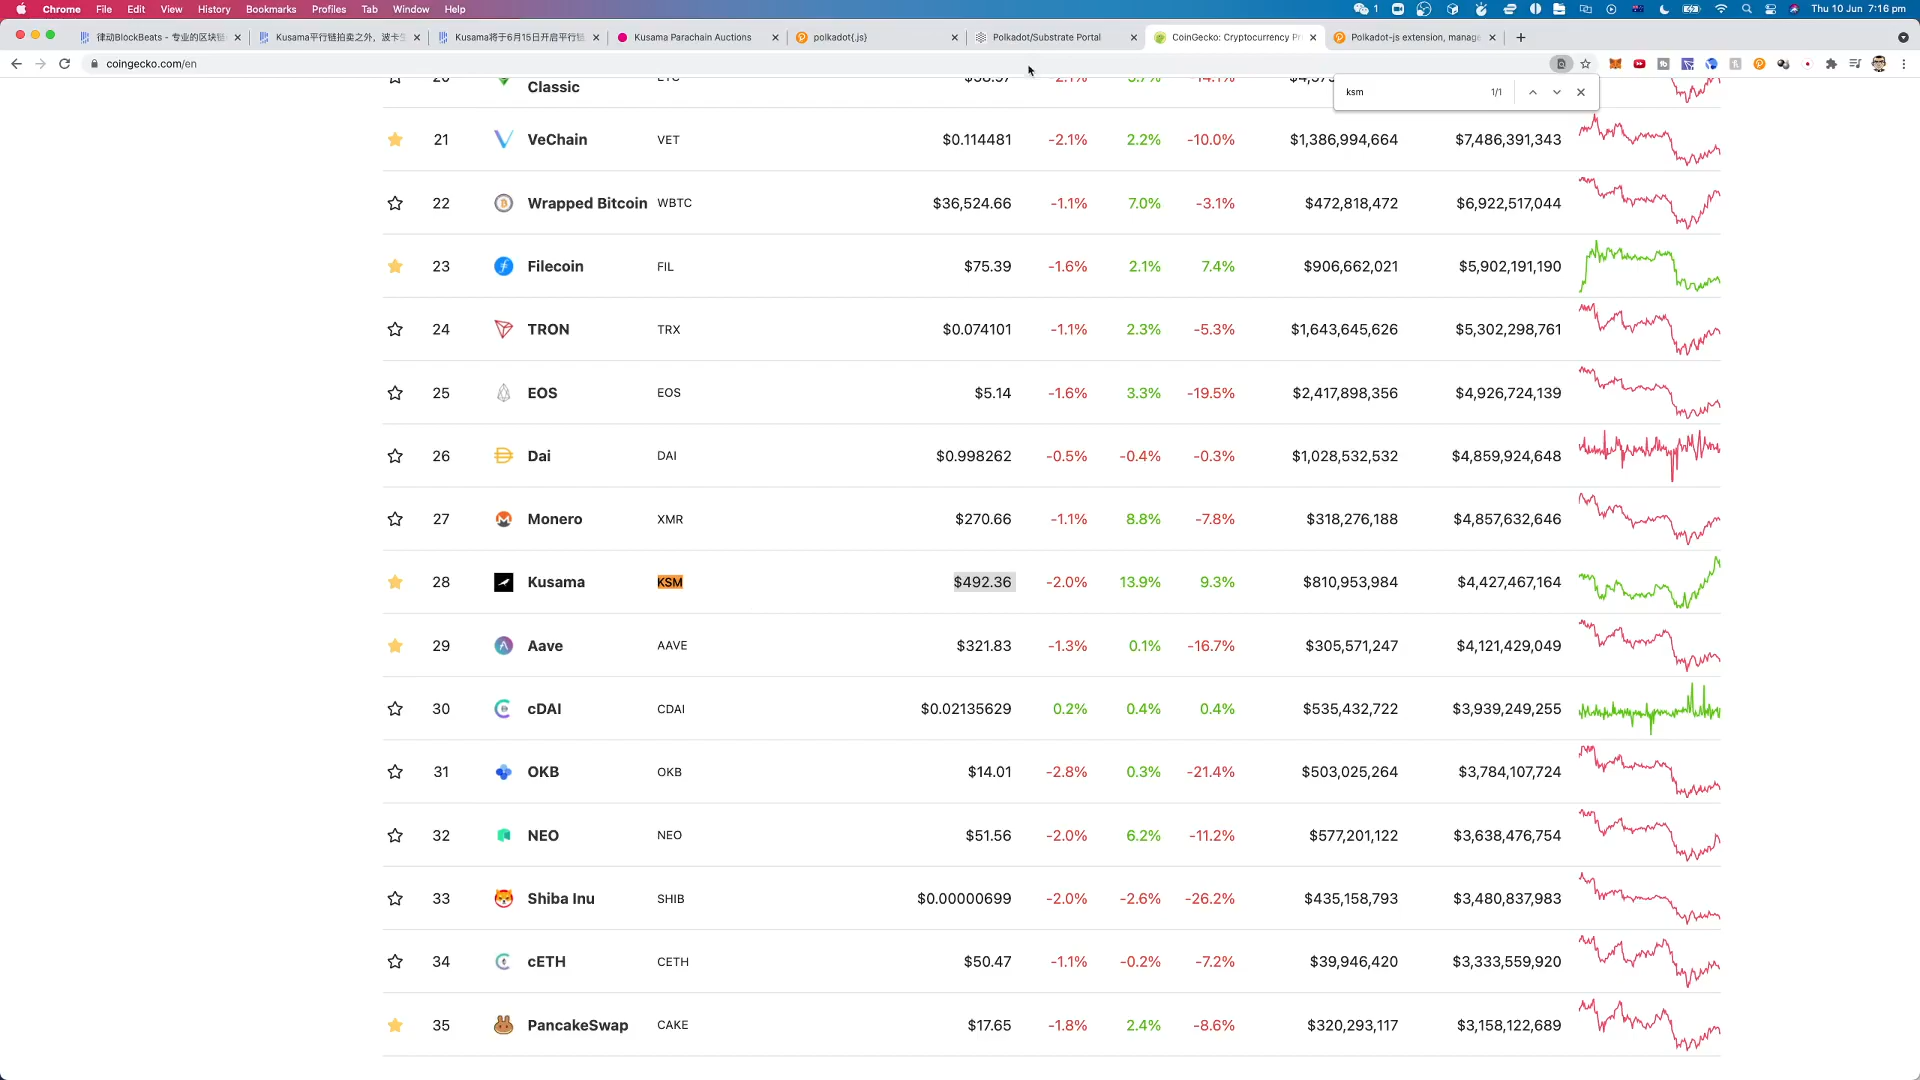 Chrome File Edit View History Bookmarks Profiles Tab Window Help 1 Thu 10 Jun 7:16 pm
律动BlockBeats - 专业的区块链 Kusama平行链拍卖之外，波卡生 Kusama将于6月15日开启平行链 Kusama Parachain Auctions polkadot{.js} Polkadot/Substrate Portal CoinGecko: Cryptocurrency Pr Polkadot-js extension, manage
coingecko.com/en
ksm 1/1
Classic
21 VeChain VET $0.114481 -2.1% 2.2% -10.0% $1,386,994,664 $7,486,391,343
22 Wrapped Bitcoin WBTC $36,524.66 -1.1% 7.0% -3.1% $472,818,472 $6,922,517,044
23 Filecoin FIL $75.39 -1.6% 2.1% 7.4% $906,662,021 $5,902,191,190
24 TRON TRX $0.074101 -1.1% 2.3% -5.3% $1,643,645,626 $5,302,298,761
25 EOS EOS $5.14 -1.6% 3.3% -19.5% $2,417,898,356 $4,926,724,139
26 Dai DAI $0.998262 -0.5% -0.4% -0.3% $1,028,532,532 $4,859,924,648
27 Monero XMR $270.66 -1.1% 8.8% -7.8% $318,276,188 $4,857,632,646
28 Kusama KSM $492.36 -2.0% 13.9% 9.3% $810,953,984 $4,427,467,164
29 Aave AAVE $321.83 -1.3% 0.1% -16.7% $305,571,247 $4,121,429,049
30 cDAI CDAI $0.02135629 0.2% 0.4% 0.4% $535,432,722 $3,939,249,255
31 OKB OKB $14.01 -2.8% 0.3% -21.4% $503,025,264 $3,784,107,724
32 NEO NEO $51.56 -2.0% 6.2% -11.2% $577,201,122 $3,638,476,754
33 Shiba Inu SHIB $0.00000699 -2.0% -2.6% -26.2% $435,158,793 $3,480,837,983
34 cETH CETH $50.47 -1.1% -0.2% -7.2% $39,946,420 $3,333,559,920
35 PancakeSwap CAKE $17.65 -1.8% 2.4% -8.6% $320,293,117 $3,158,122,689